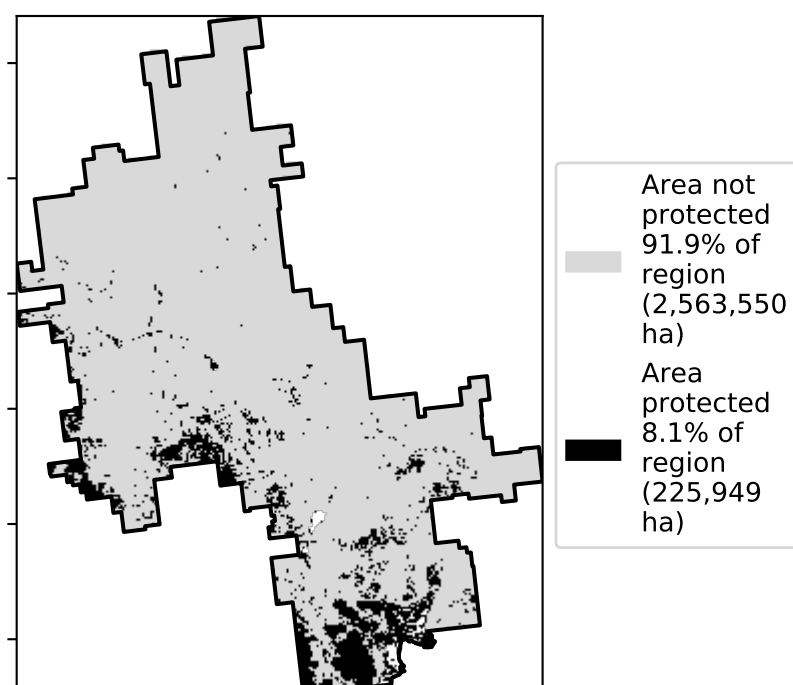 Area not
protected
91.9% of
region
(2,563,550
ha)
Area
protected
8.1% of
region
(225,949
ha)